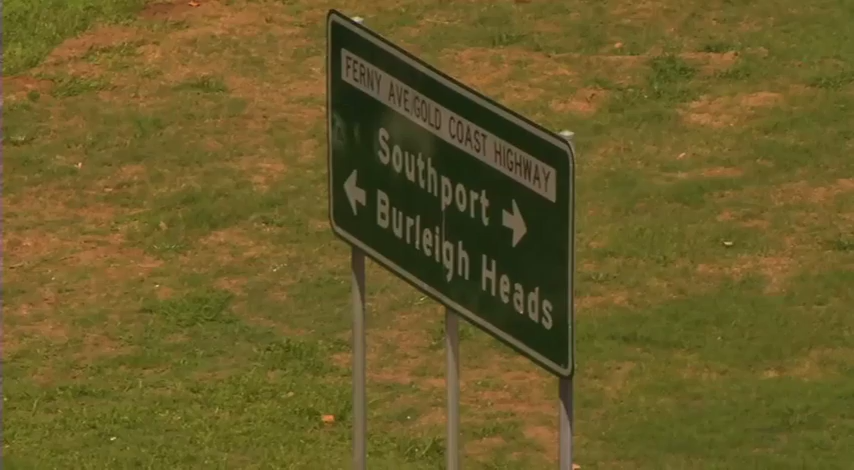 FERNY AVE/GOLD COAST HIGHWAY
Southport →
← Burleigh Heads